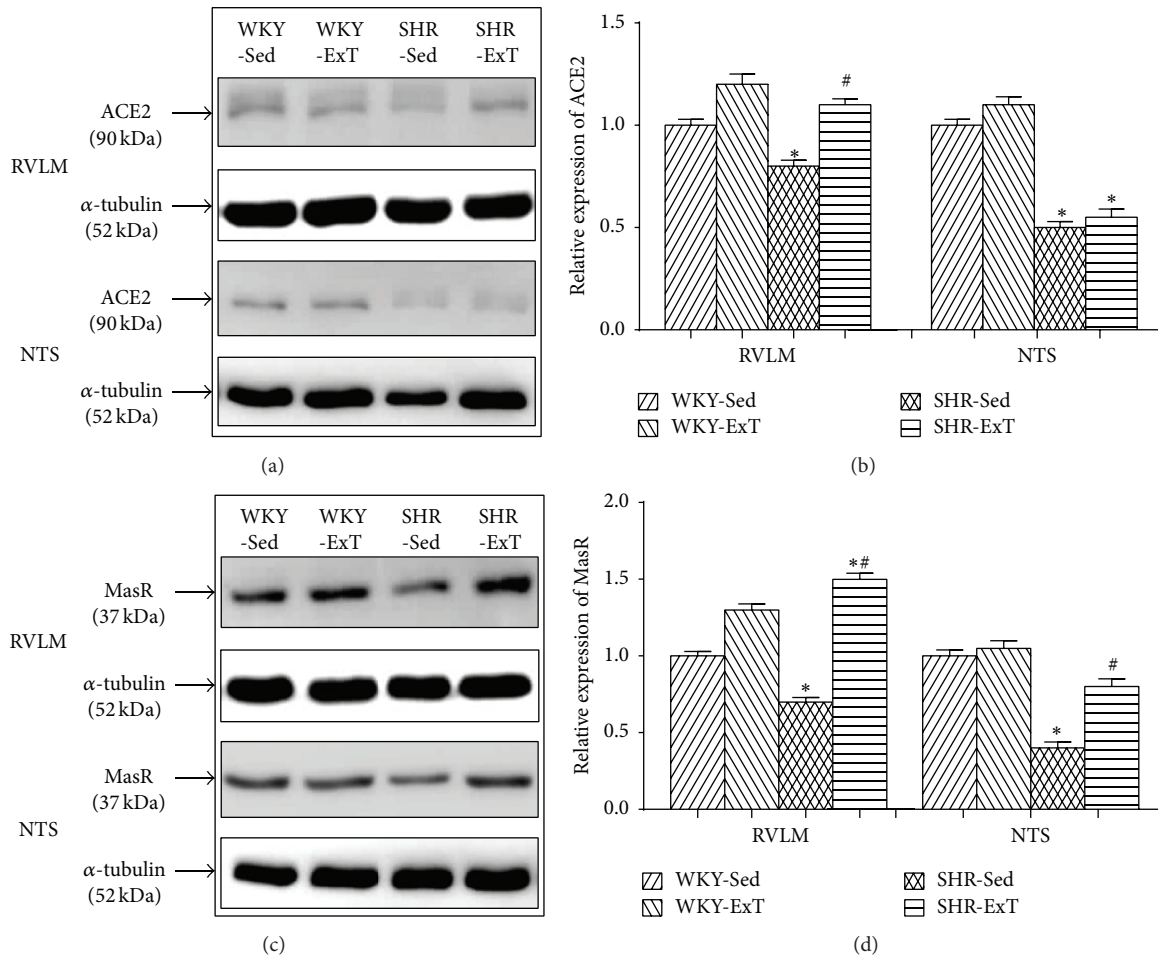 WKY WKY SHR SHR
-Sed -ExT -Sed -ExT
ACE2
(90 kDa)
RVLM
α-tubulin
(52 kDa)
ACE2
(90 kDa)
NTS
α-tubulin
(52 kDa)
(a)
Relative expression of ACE2
1.5
1.0
0.5
0.0
#
*
*
*
RVLM NTS
WKY-Sed SHR-Sed
WKY-ExT SHR-ExT
(b)
WKY WKY SHR SHR
-Sed -ExT -Sed -ExT
MasR
(37 kDa)
RVLM
α-tubulin
(52 kDa)
MasR
(37 kDa)
NTS
α-tubulin
(52 kDa)
(c)
Relative expression of MasR
2.0
1.5
1.0
0.5
0.0
*#
*
#
*
RVLM NTS
WKY-Sed SHR-Sed
WKY-ExT SHR-ExT
(d)